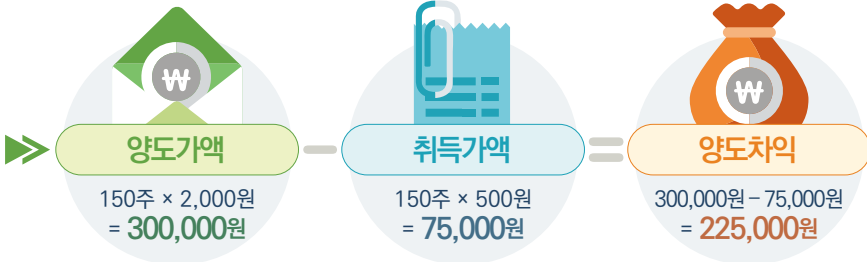 ₩
₩
양도가액
취득가액
양도차익
150주 × 2,000원
= 300,000원
150주 × 500원
= 75,000원
300,000원 – 75,000원
= 225,000원